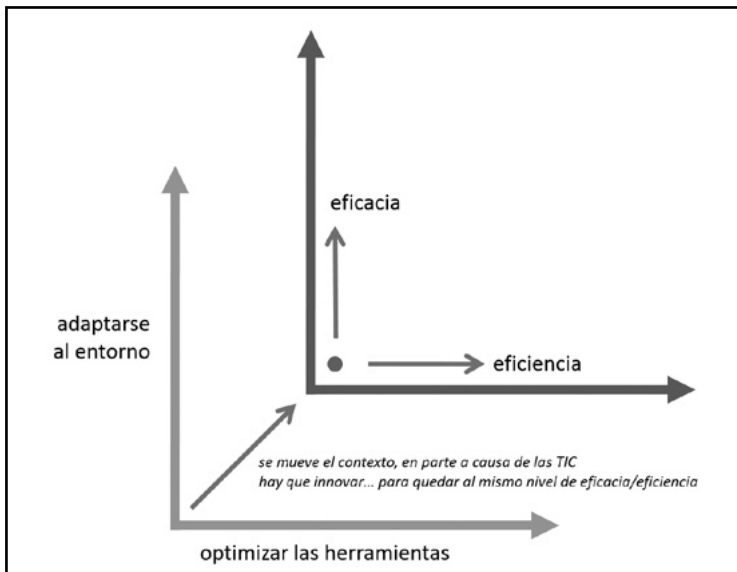 eficacia
eficiencia
adaptarse
al entorno
se mueve el contexto, en parte a causa de las TIC
hay que innovar... para quedar al mismo nivel de eficacia/eficiencia
optimizar las herramientas